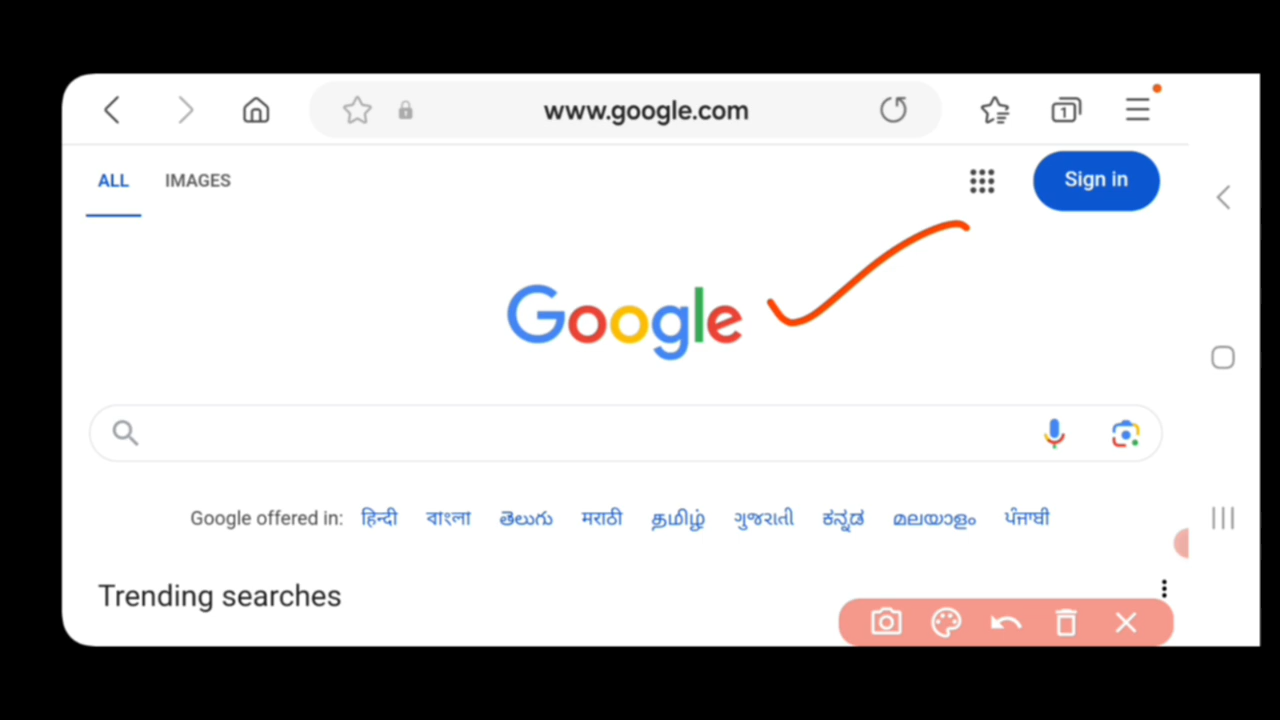 www.google.com
1
ALL IMAGES
Sign in
Google
Google offered in: हिन्दी বাংলা తెలుగు मराठी தமிழ் ગુજરાતી ಕನ್ನಡ മലയാളം ਪੰਜਾਬੀ
Trending searches